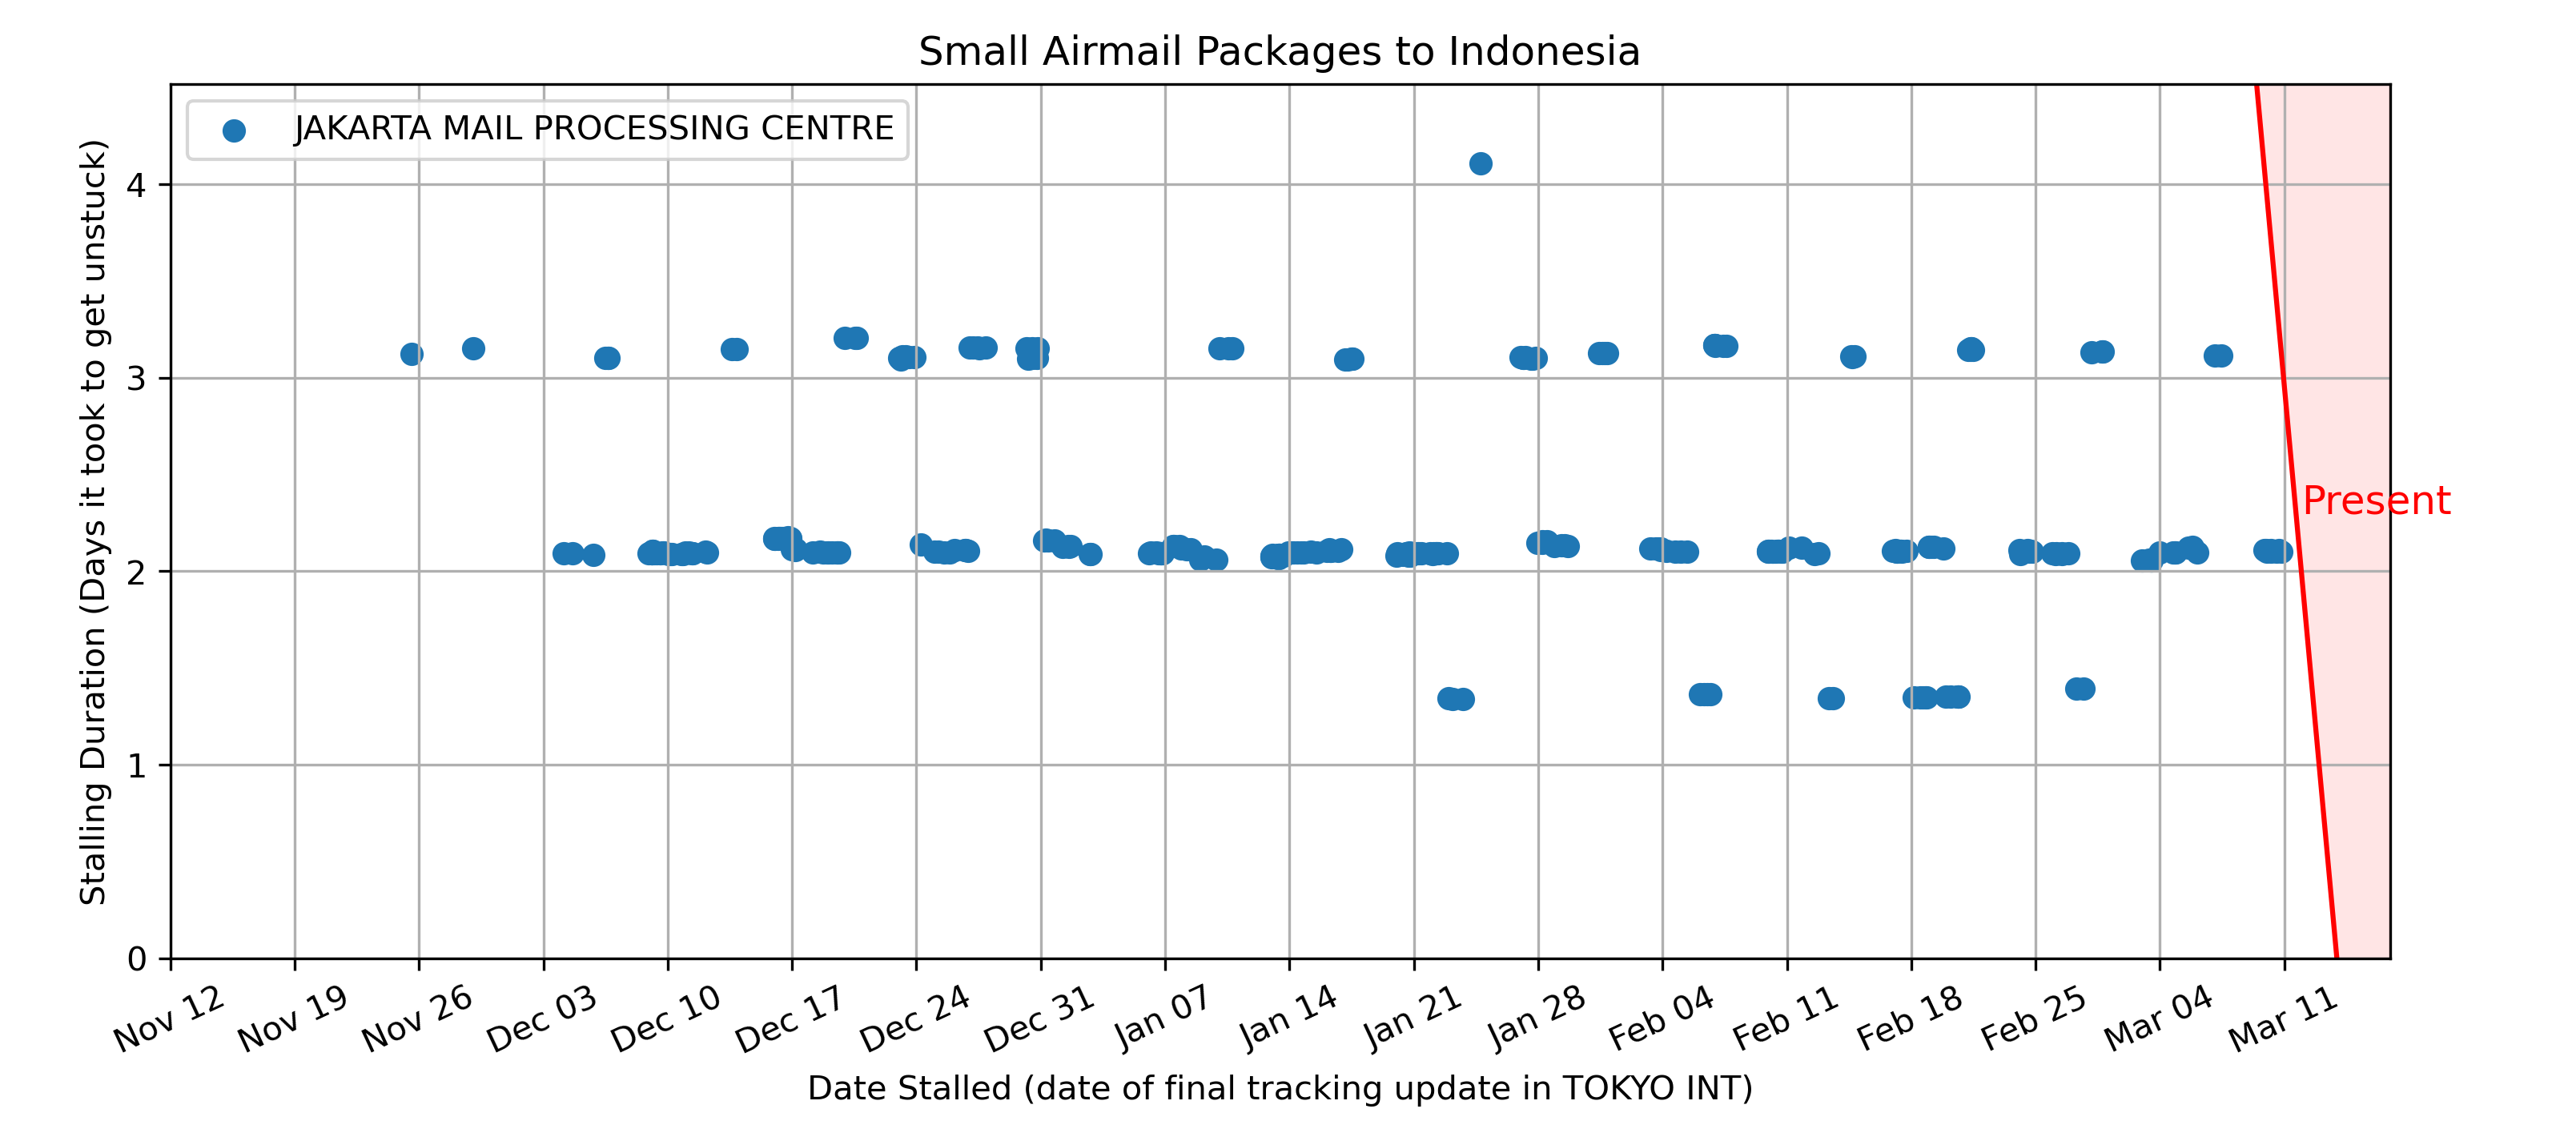 Small Airmail Packages to Indonesia
JAKARTA MAIL PROCESSING CENTRE
Stalling Duration (Days it took to get unstuck)
4
3
2
1
0
Present
Nov 12
Nov 19
Nov 26
Dec 03
Dec 10
Dec 17
Dec 24
Dec 31
Jan 07
Jan 14
Jan 21
Jan 28
Feb 04
Feb 11
Feb 18
Feb 25
Mar 04
Mar 11
Date Stalled (date of final tracking update in TOKYO INT)